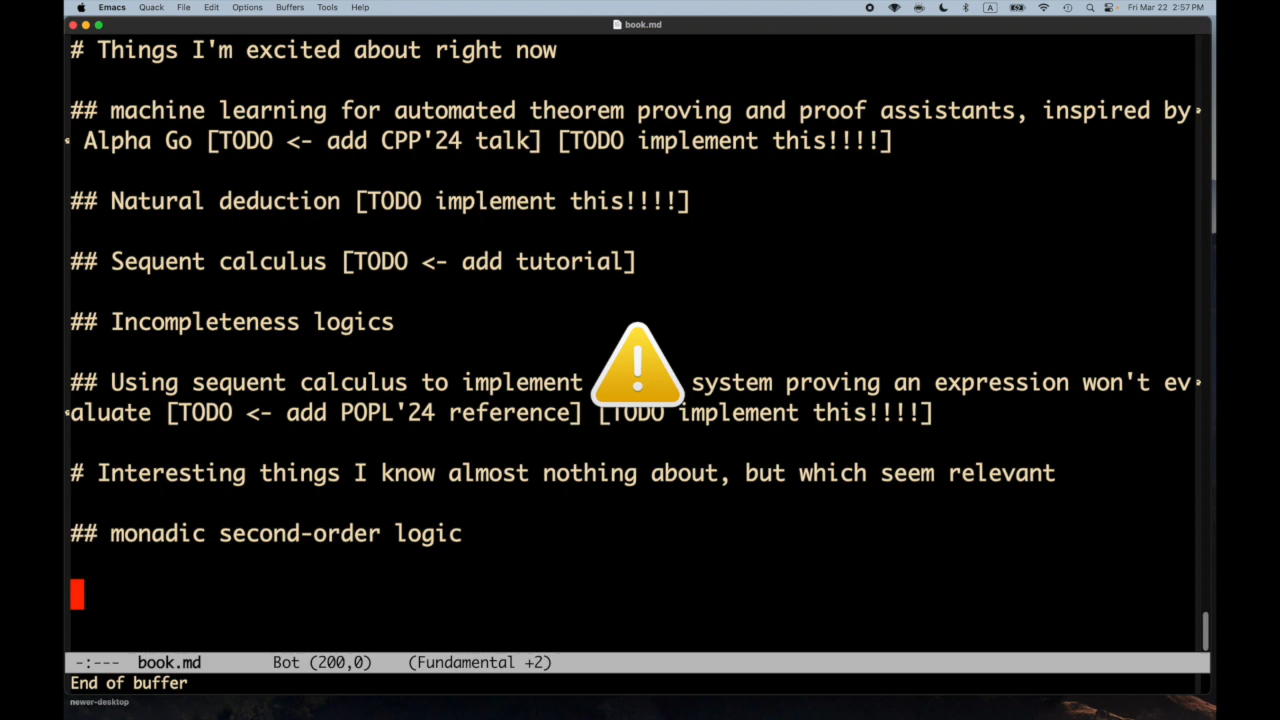 Emacs Quack File Edit Options Buffers Tools Help
A
Fri Mar 22 2:57 PM
book.md
# Things I'm excited about right now
## machine learning for automated theorem proving and proof assistants, inspired by
Alpha Go [TODO <- add CPP'24 talk] [TODO implement this!!!!]
## Natural deduction [TODO implement this!!!!]
## Sequent calculus [TODO <- add tutorial]
## Incompleteness logics
## Using sequent calculus to implement system proving an expression won't ev
aluate [TODO <- add POPL'24 reference] [TODO implement this!!!!]
# Interesting things I know almost nothing about, but which seem relevant
## monadic second-order logic
-:--- book.md Bot (200,0) (Fundamental +2)
End of buffer
newer-desktop